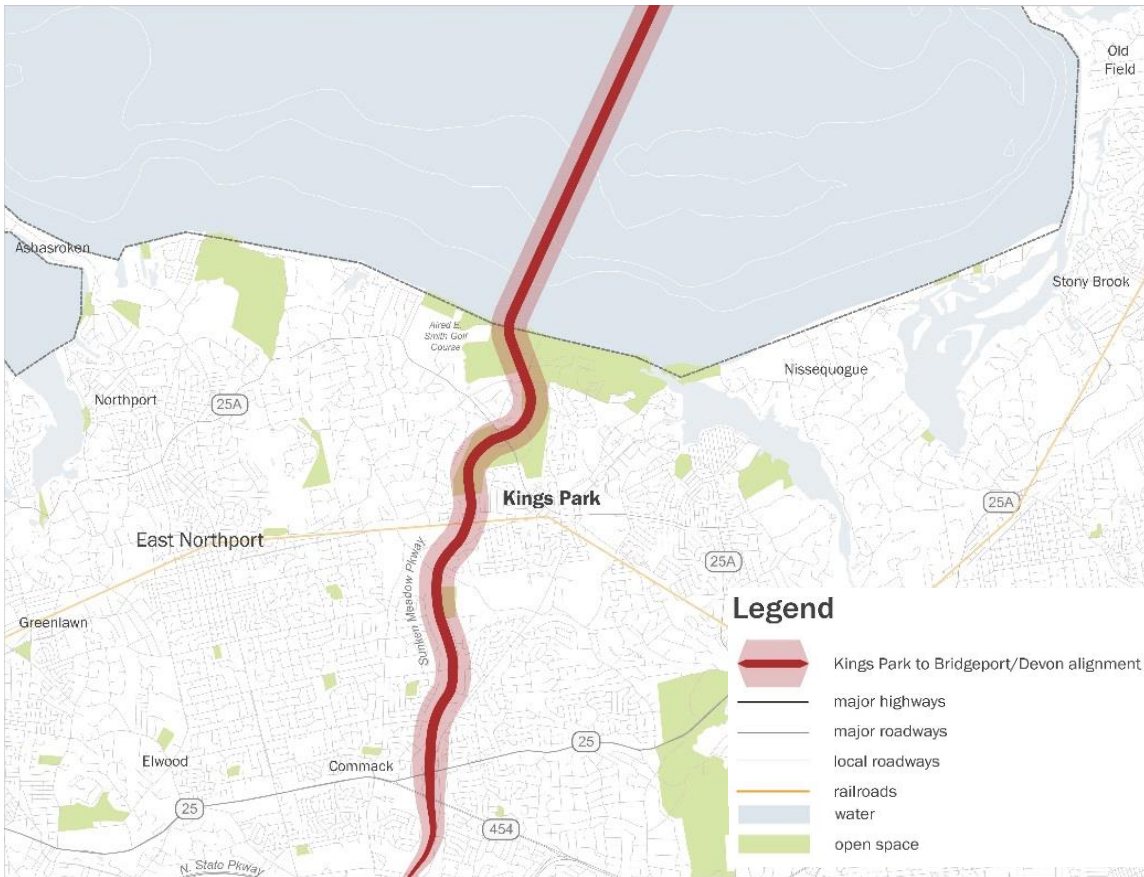 Old
Field
Asharoken
Stony Brook
Aired E.
Smith Golf
Course
Nissequogue
Northport
25A
Kings Park
25A
East Northport
Sunken Meadow Pkwy
25A
Greenlawn
Legend
Kings Park to Bridgeport/Devon alignment
major highways
major roadways
local roadways
railroads
water
open space
25
Elwood
Commack
25
454
N. State Pkwy